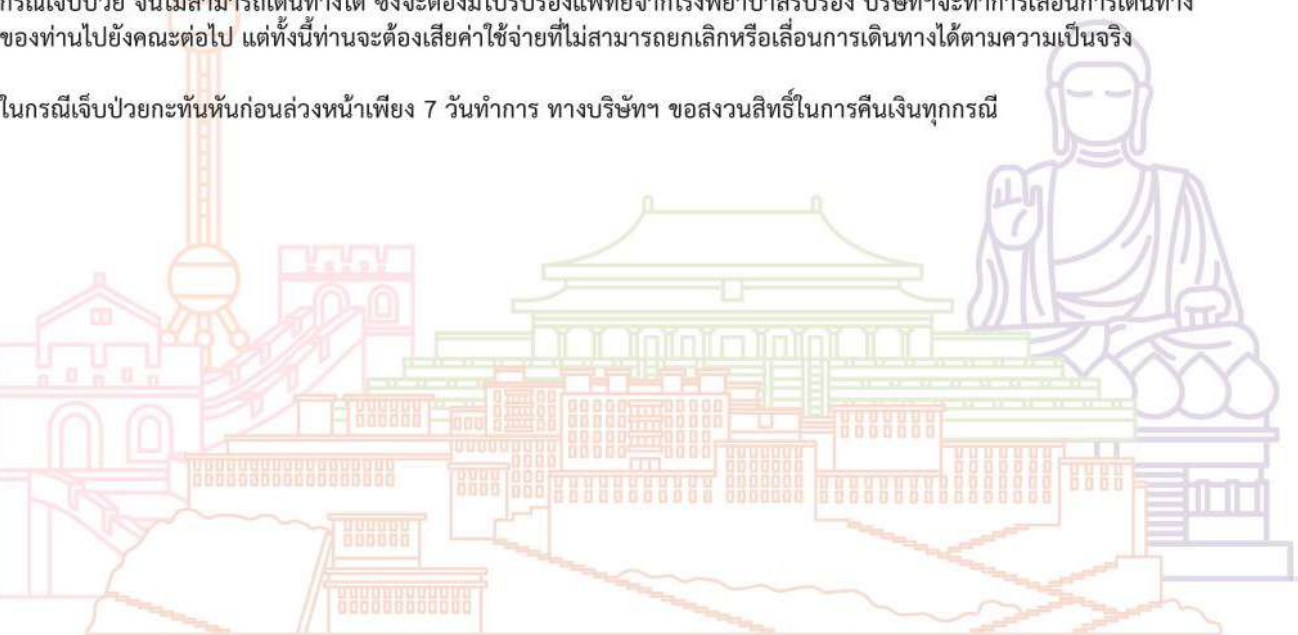 กรณีเจ็บป่วย จนไม่สามารถเดินทางได้ ซึ่งจะต้องมีใบรับรองแพทย์จากโรงพยาบาลรับรอง บริษัทฯจะทำการเลื่อนการเดินทาง
ของท่านไปยังคณะต่อไป แต่ทั้งนี้ท่านจะต้องเสียค่าใช้จ่ายที่ไม่สามารถยกเลิกหรือเลื่อนการเดินทางได้ตามความเป็นจริง
ในกรณีเจ็บป่วยกะทันหันก่อนล่วงหน้าเพียง 7 วันทำการ ทางบริษัทฯ ขอสงวนสิทธิ์ในการคืนเงินทุกกรณี